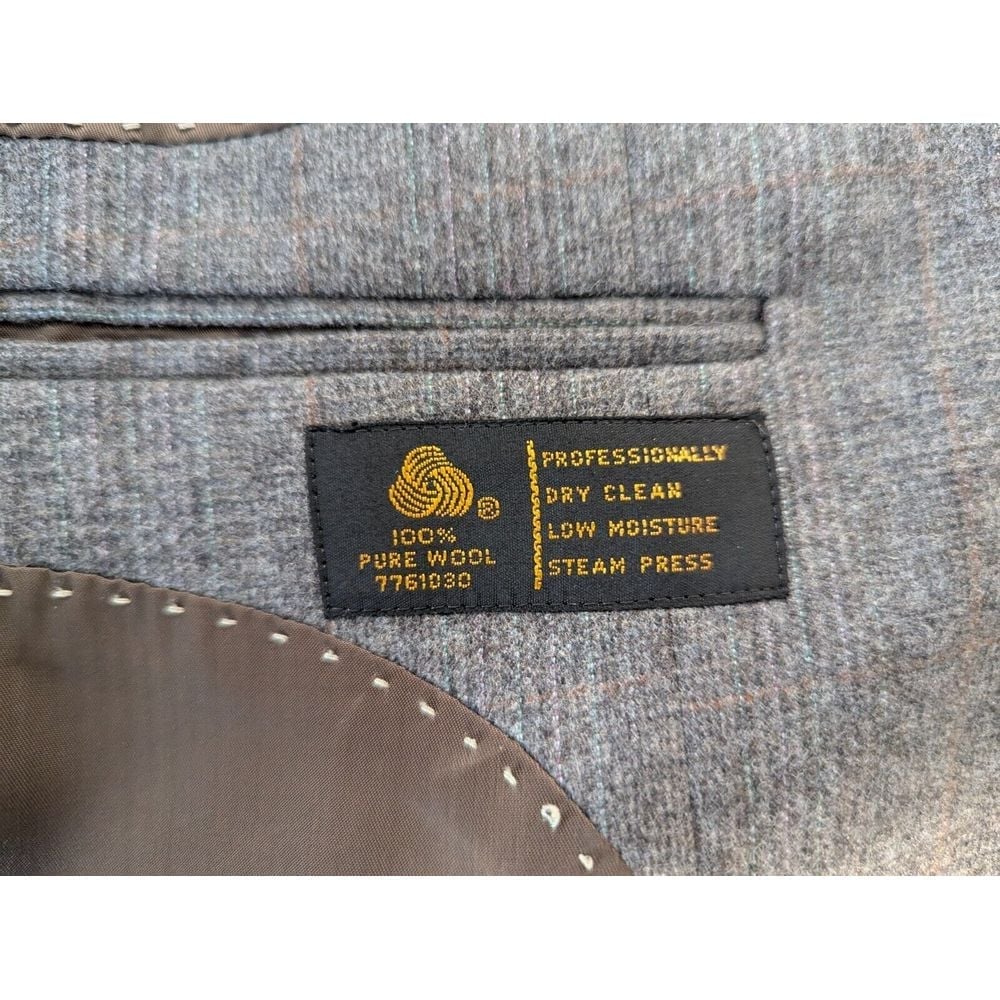 ®
100%
PURE WOOL
7761030
PROFESSIONALLY
DRY CLEAN
LOW MOISTURE
STEAM PRESS